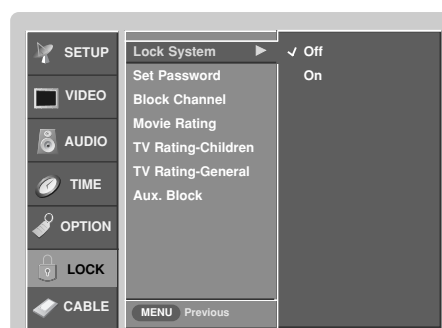 SETUP
VIDEO
AUDIO
TIME
OPTION
LOCK
CABLE
Lock System
Set Password
Block Channel
Movie Rating
TV Rating-Children
TV Rating-General
Aux. Block
MENU Previous
✓ Off
On